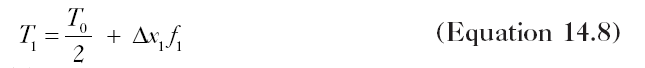 T₁ = T₀/2 + Δx₁f₁ (Equation 14.8)